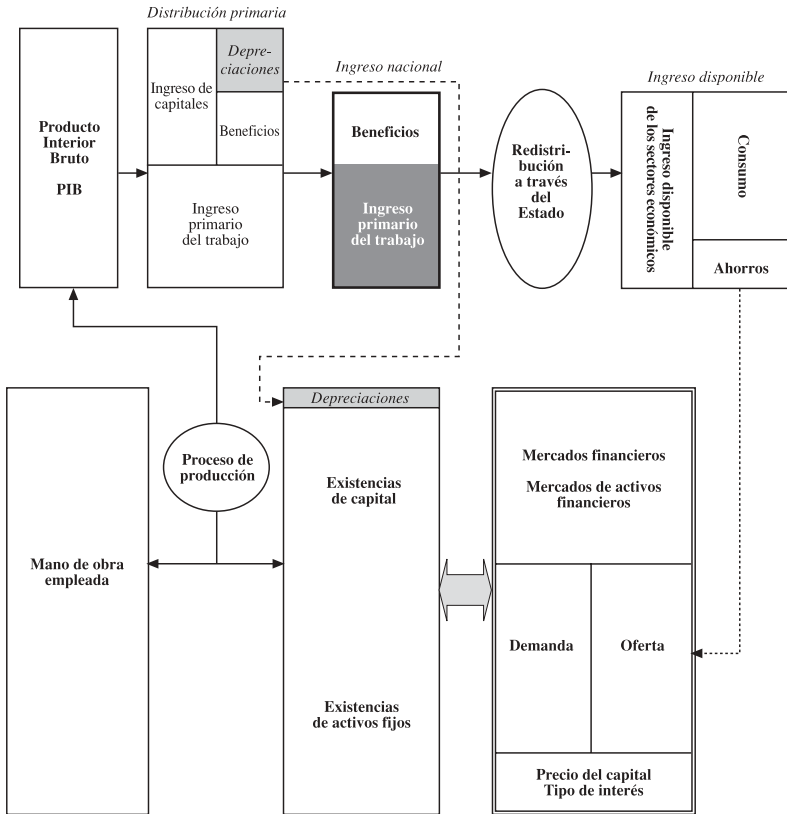 Distribución primaria
Producto
Interior
Bruto
PIB
Ingreso de
capitales
Depre-
ciaciones
Beneficios
Ingreso
primario
del trabajo
Ingreso nacional
Beneficios
Ingreso
primario
del trabajo
Redistri-
bución
a través
del
Estado
Ingreso disponible
Ingreso disponible
de los sectores económicos
Consumo
Ahorros
Mano de obra
empleada
Proceso de
producción
Depreciaciones
Existencias
de capital
Existencias
de activos fijos
Mercados financieros
Mercados de activos
financieros
Demanda
Oferta
Precio del capital
Tipo de interés